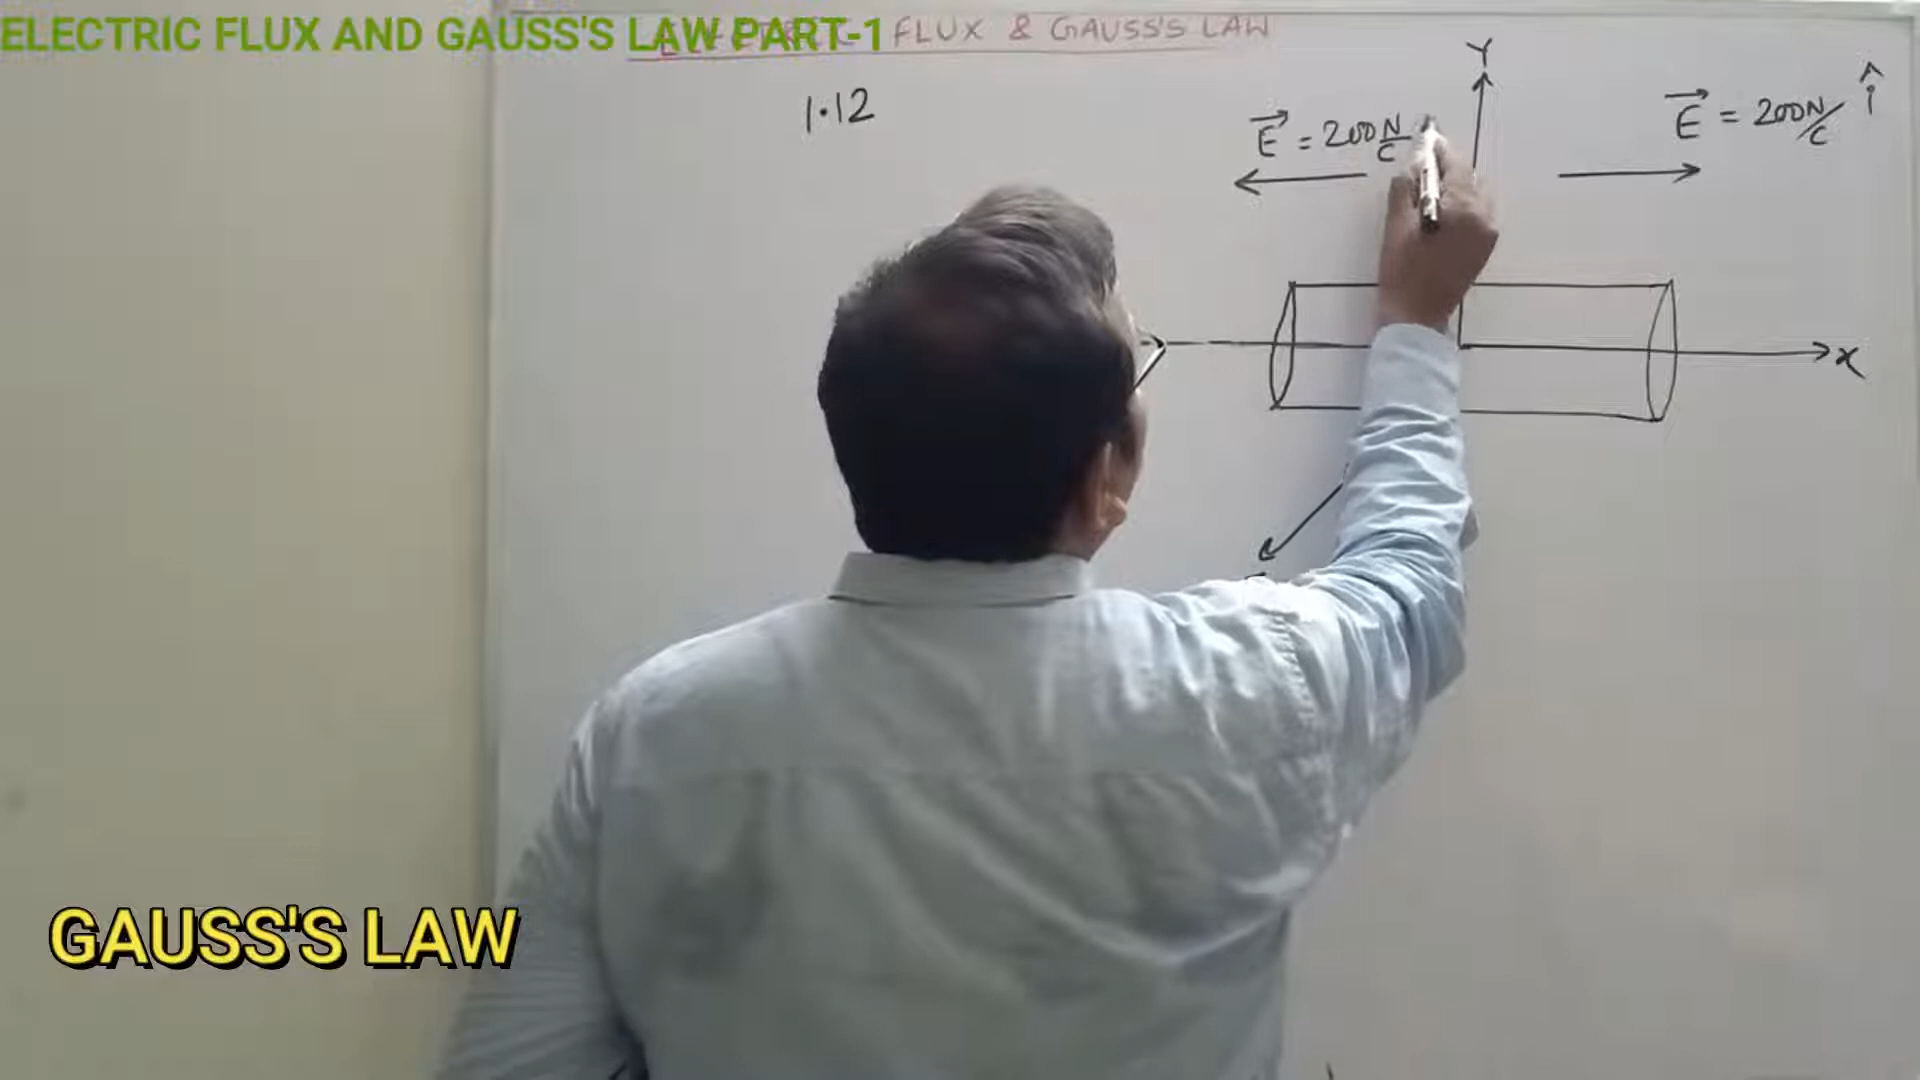 ELECTRIC FLUX AND GAUSS'S LAW PART-1
FLUX & GAUSS'S LAW
1.12
Y
E⃗ = 200 N/C
E⃗ = 200 N/C î
x
GAUSS'S LAW